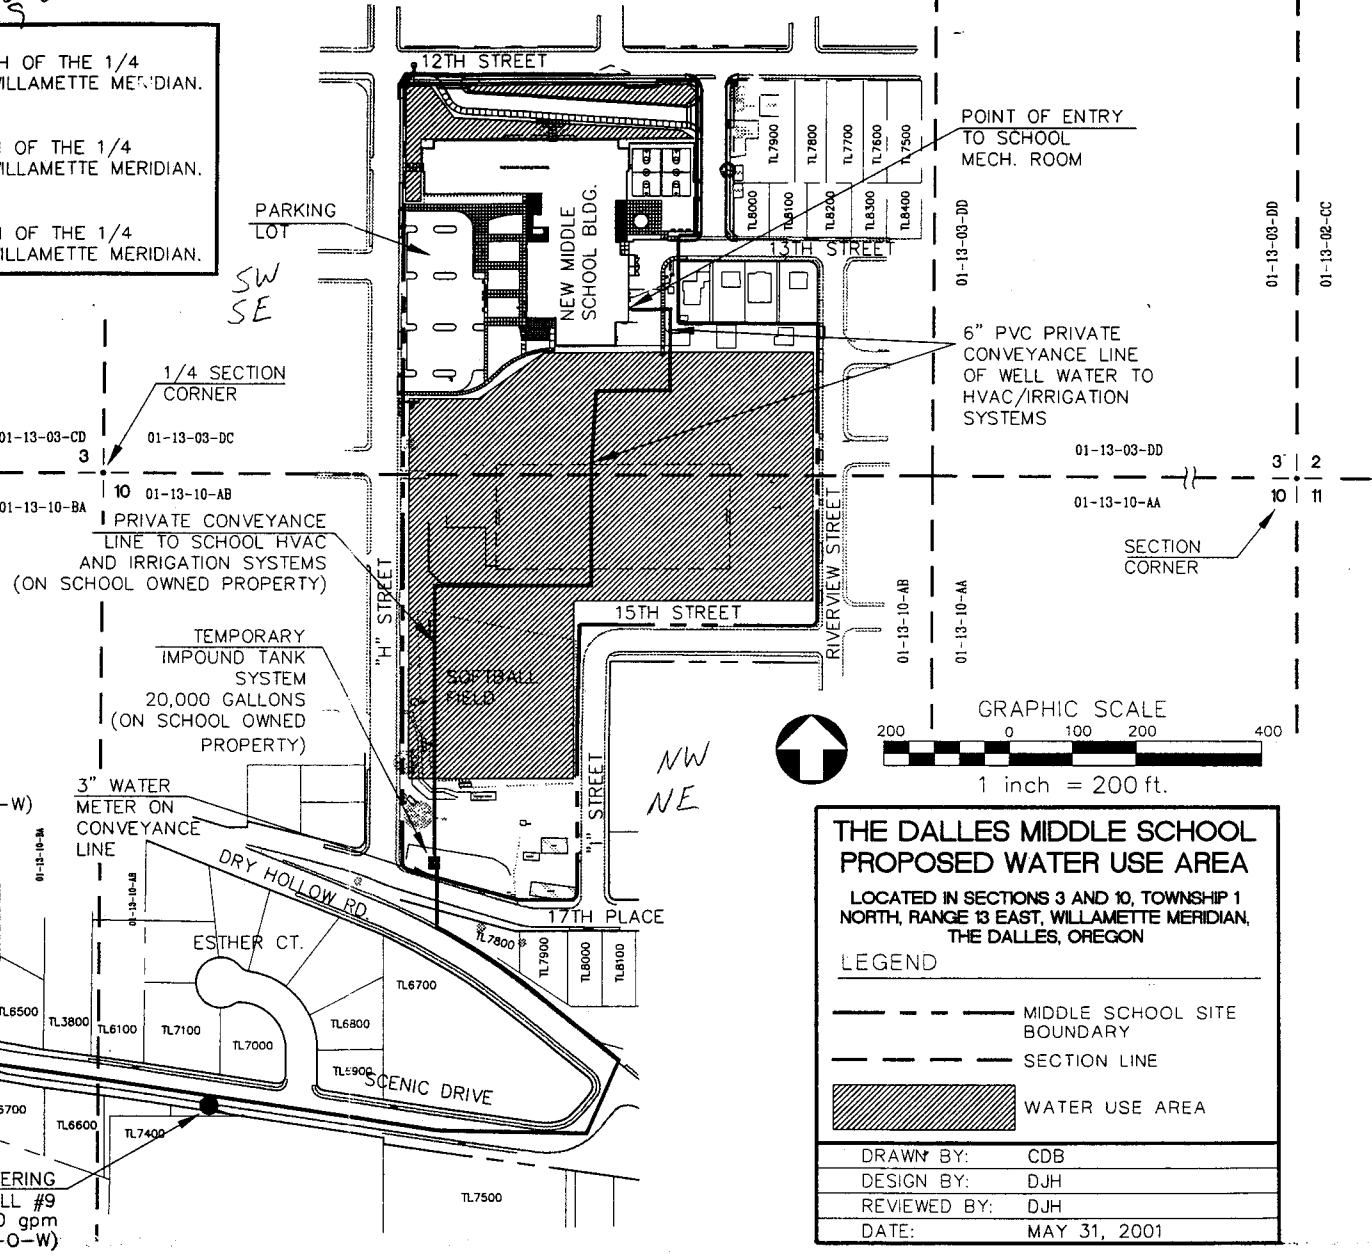 9
H OF THE 1/4
WILLAMETTE MERIDIAN.
OF THE 1/4
WILLAMETTE MERIDIAN.
OF THE 1/4
WILLAMETTE MERIDIAN.
12TH STREET
POINT OF ENTRY
TO SCHOOL
MECH. ROOM
TL7900
TL7800
TL7700
TL7600
TL7500
TL8000
TL8100
TL8200
TL8300
TL8400
13TH STREET
PARKING
LOT
SW
SE
NEW MIDDLE
SCHOOL BLDG.
01-13-03-DD
01-13-03-DD
01-13-02-CC
6" PVC PRIVATE
CONVEYANCE LINE
OF WELL WATER TO
HVAC/IRRIGATION
SYSTEMS
1/4 SECTION
CORNER
01-13-03-CD
01-13-03-DC
3
10
01-13-10-AB
01-13-10-BA
01-13-03-DD
01-13-10-AA
3 2
10 11
SECTION
CORNER
PRIVATE CONVEYANCE
LINE TO SCHOOL HVAC
AND IRRIGATION SYSTEMS
(ON SCHOOL OWNED PROPERTY)
"H" STREET
15TH STREET
RIVERVIEW STREET
01-13-10-AB
01-13-10-AA
TEMPORARY
IMPOUND TANK
SYSTEM
20,000 GALLONS
(ON SCHOOL OWNED
PROPERTY)
SOFTBALL
FIELD
NW
NE
"I" STREET
GRAPHIC SCALE
200 0 100 200 400
1 inch = 200 ft.
3" WATER
METER ON
CONVEYANCE
LINE
-W)
01-13-10-BA
01-13-10-AB
DRY HOLLOW RD.
17TH PLACE
ESTHER CT.
TL7800
TL7900
TL8000
TL8100
TL6700
TL6500
TL3800
TL6100
TL7100
TL7000
TL6800
TL6900
SCENIC DRIVE
5700
TL6600
TL7400
TL7500
ERING
LL #9
0 gpm
-O-W)
THE DALLES MIDDLE SCHOOL
PROPOSED WATER USE AREA
LOCATED IN SECTIONS 3 AND 10, TOWNSHIP 1
NORTH, RANGE 13 EAST, WILLAMETTE MERIDIAN,
THE DALLES, OREGON
LEGEND
MIDDLE SCHOOL SITE
BOUNDARY
SECTION LINE
WATER USE AREA
DRAWN BY: CDB
DESIGN BY: DJH
REVIEWED BY: DJH
DATE: MAY 31, 2001